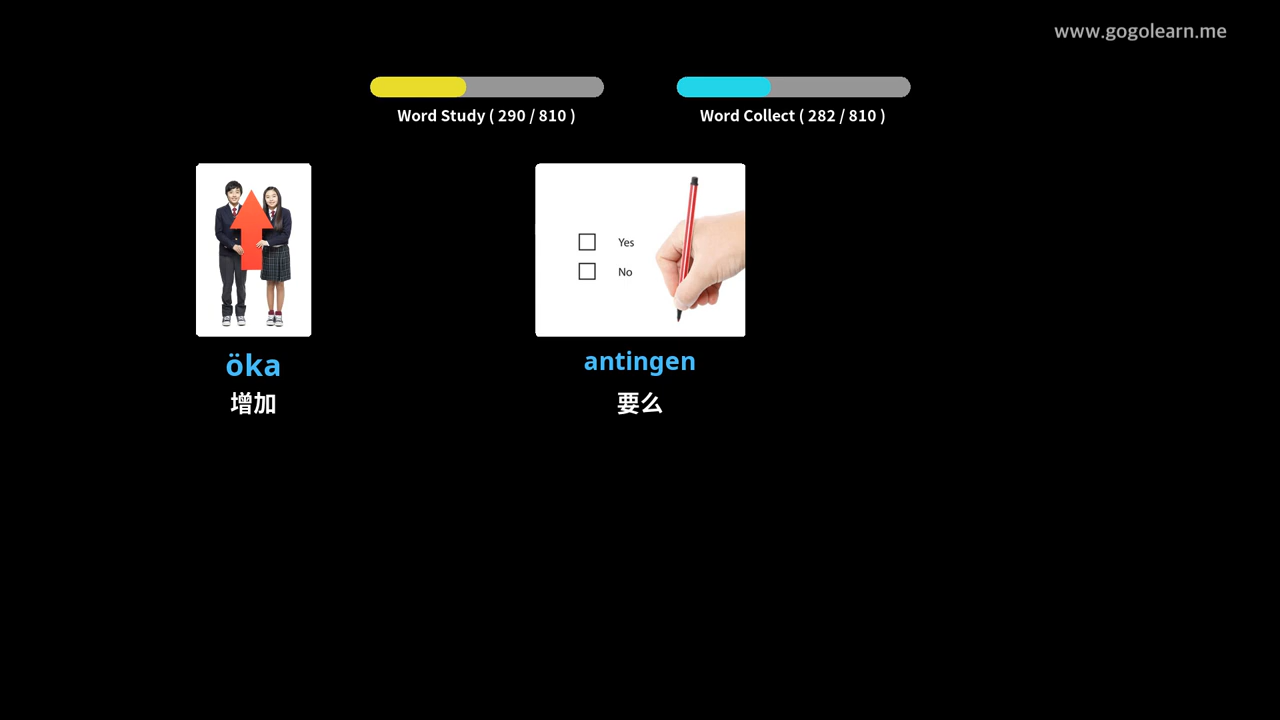 www.gogolearn.me
Word Study ( 290 / 810 )
Word Collect ( 282 / 810 )
Yes
No
öka
增加
antingen
要么